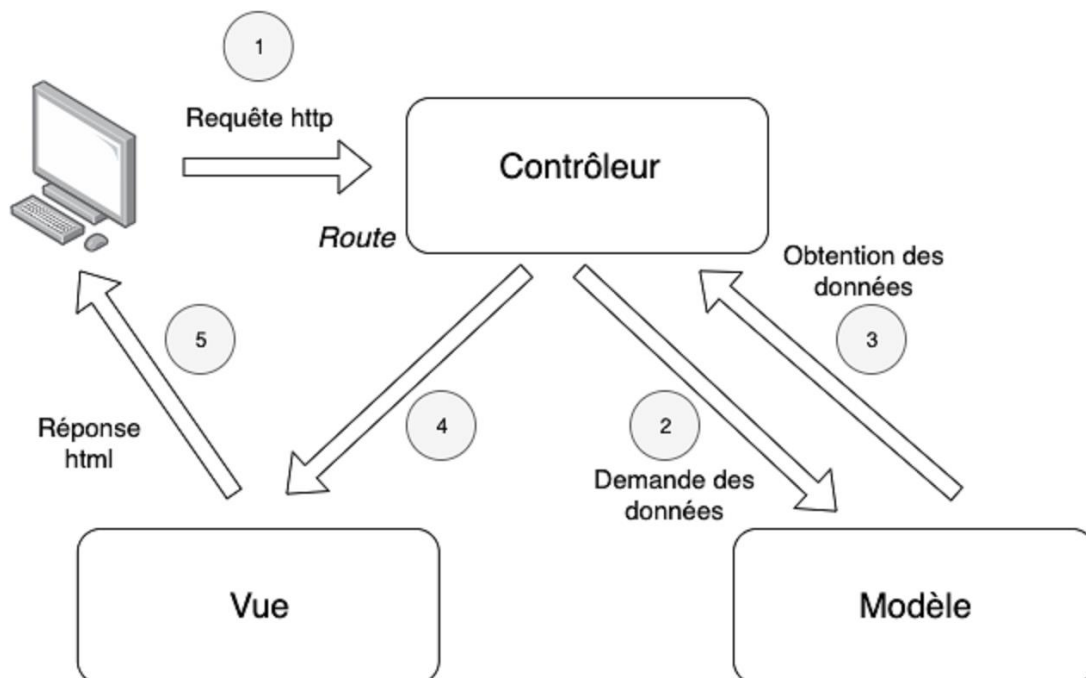 1
Requête http
Contrôleur
Route
Obtention des
données
3
5
4
2
Réponse
html
Demande des
données
Vue
Modèle